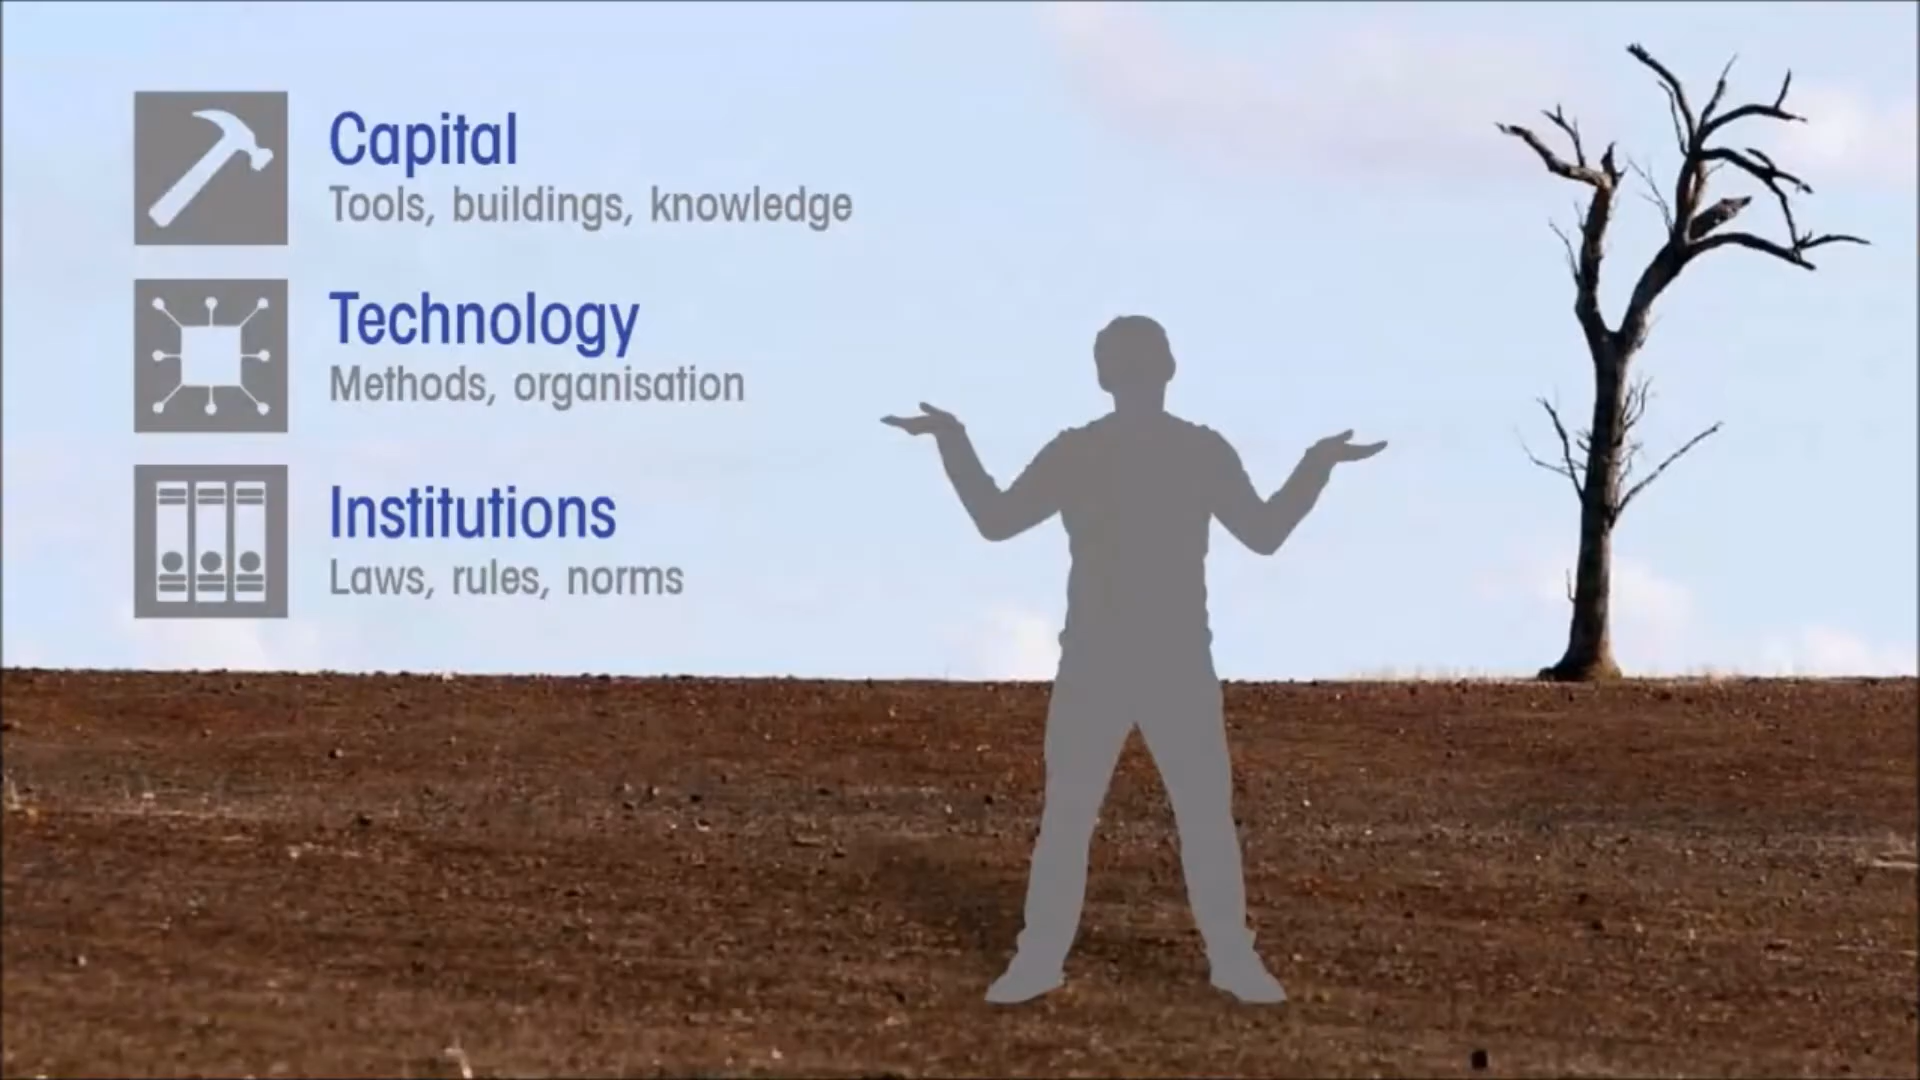 Capital
Tools, buildings, knowledge
Technology
Methods, organisation
Institutions
Laws, rules, norms